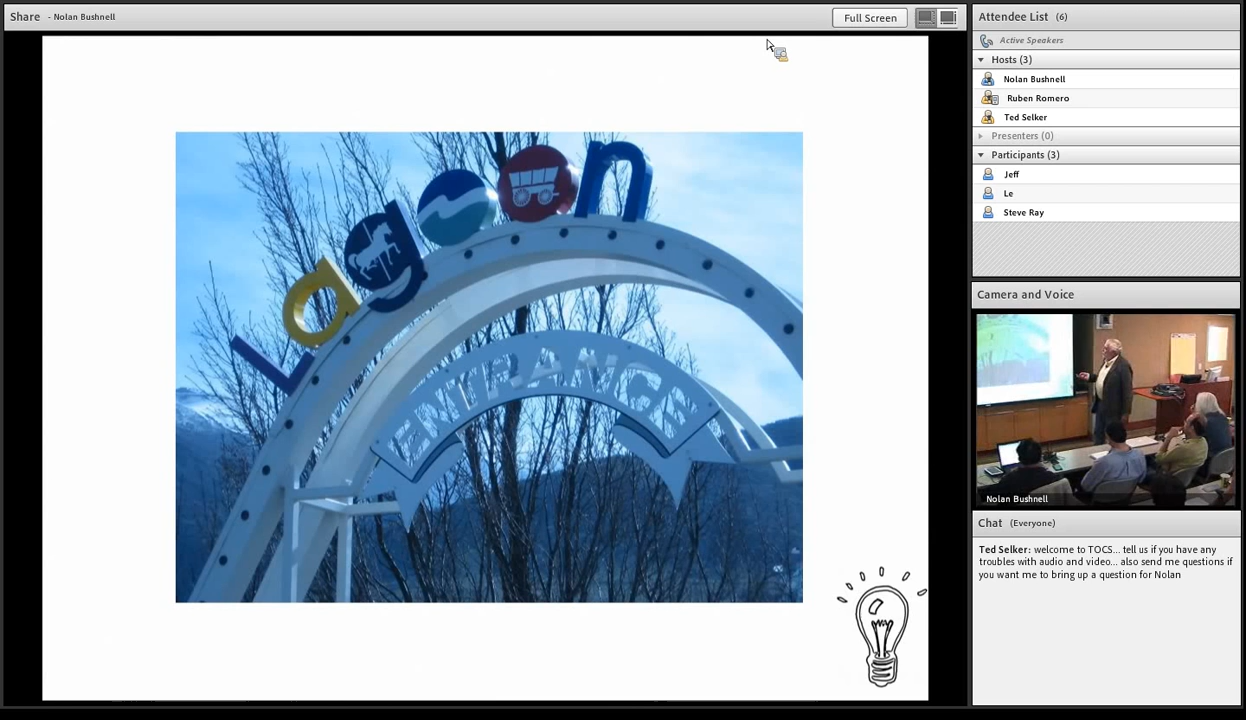 Share - Nolan Bushnell
Full Screen
Lagoon
ENTRANCE
Attendee List (6)
Active Speakers
Hosts (3)
Nolan Bushnell
Ruben Romero
Ted Selker
Presenters (0)
Participants (3)
Jeff
Le
Steve Ray
Camera and Voice
Nolan Bushnell
Chat (Everyone)
Ted Selker: welcome to TOCS... tell us if you have any
troubles with audio and video... also send me questions if
you want me to bring up a question for Nolan